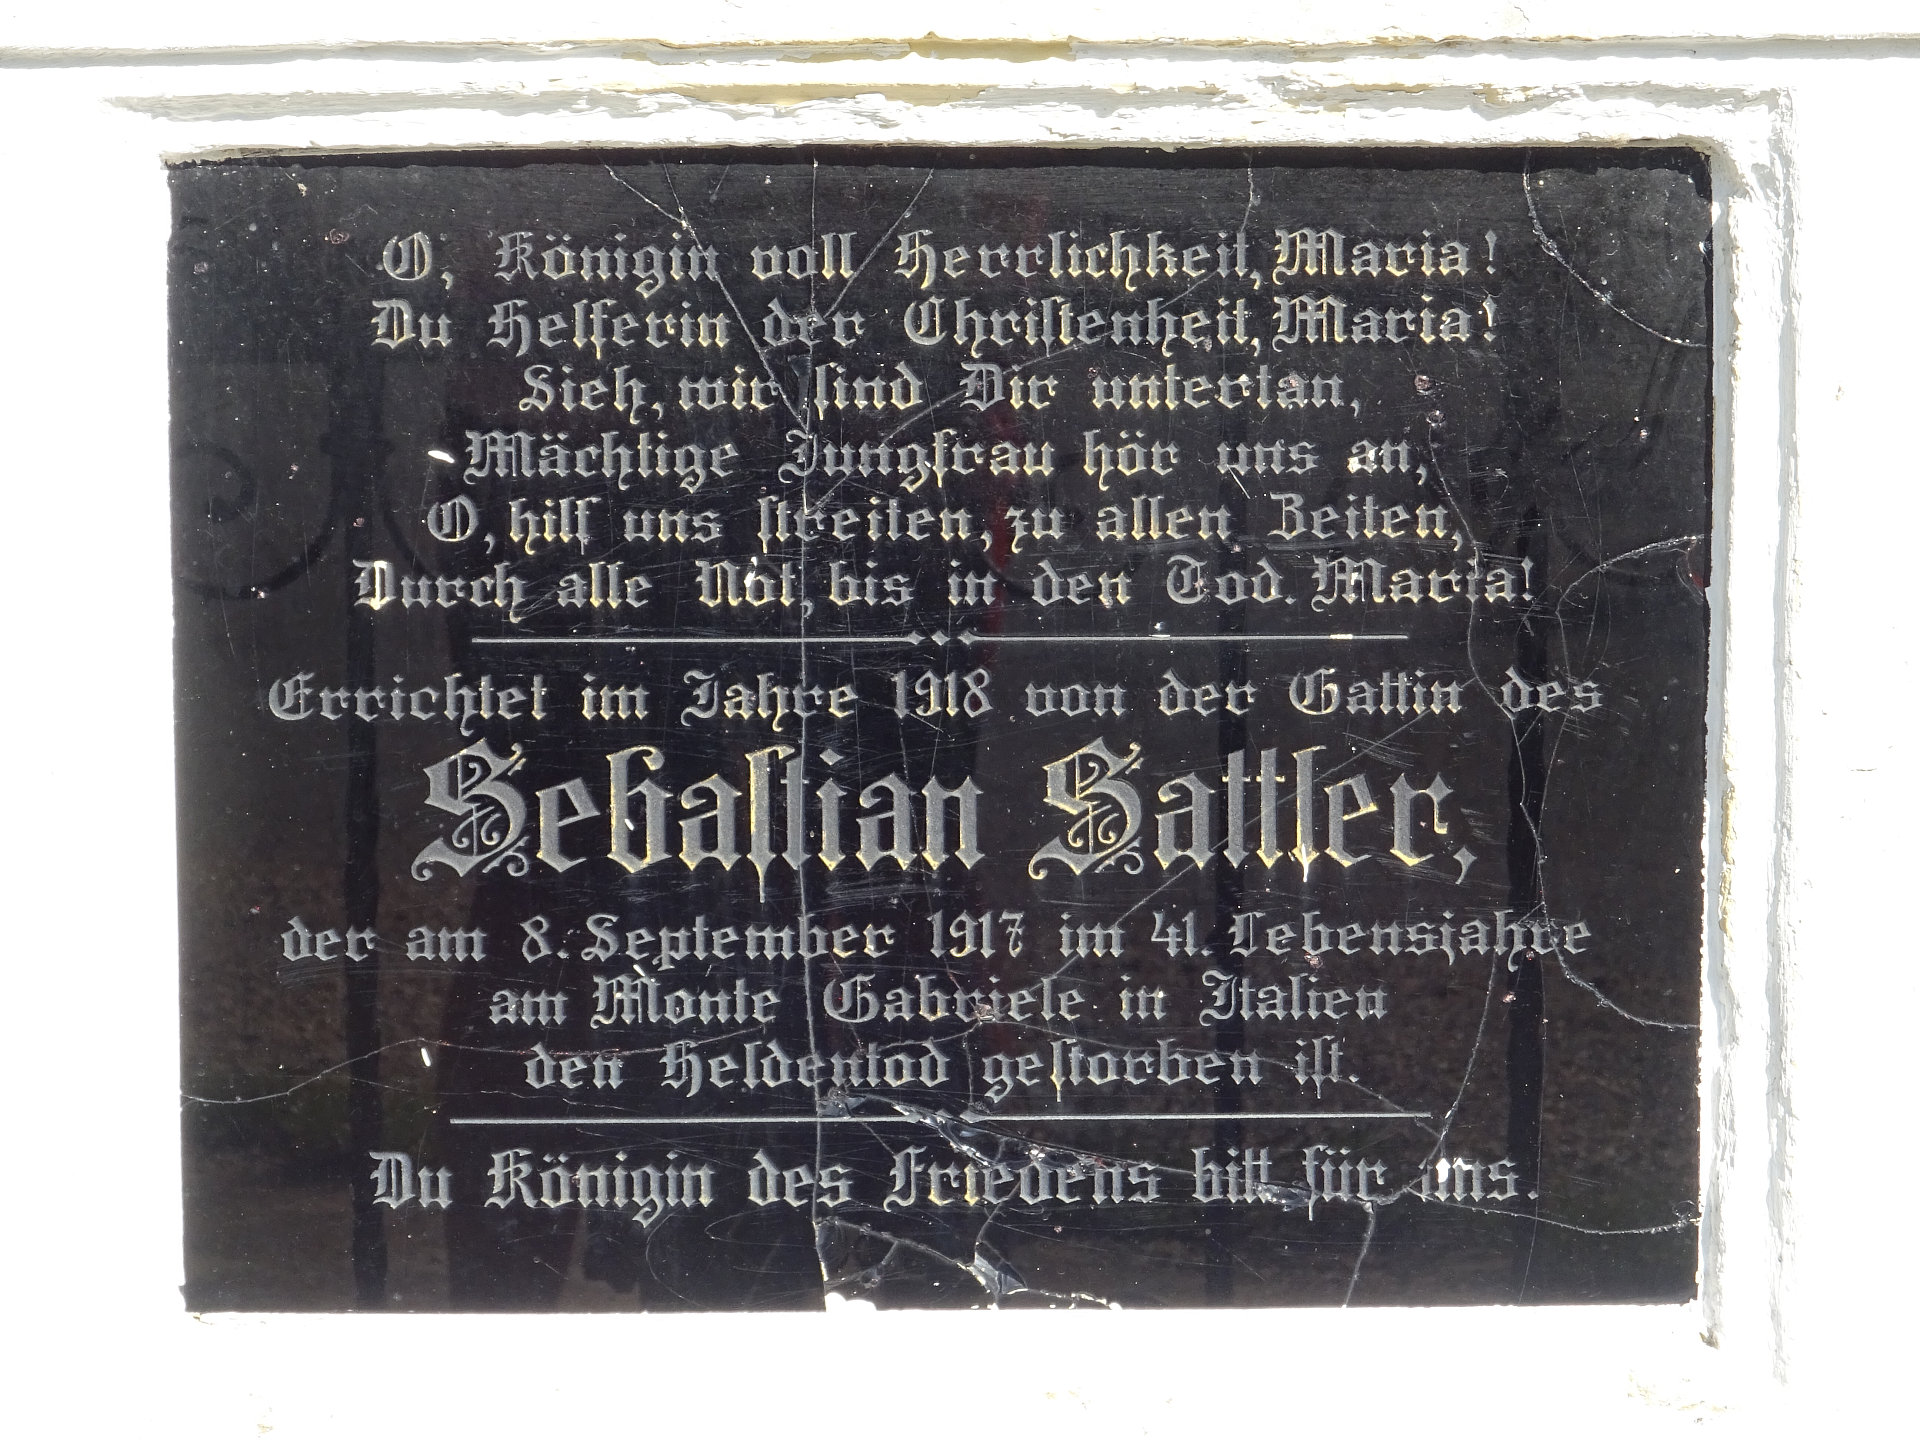 O, Königin voll Herrlichkeit, Maria!
Du Helferin der Chriſtenheit, Maria!
Sieh, wir ſind Dir untertan,
Mächtige Jungfrau hör uns an,
O, hilf uns ſtreiten, zu allen Zeiten,
Durch alle Not, bis in den Tod. Maria!
Errichtet im Jahre 1918 von der Gattin des
Sebaſtian Sattler,
der am 8. September 1917 im 41. Lebensjahre
am Monte Gabriele in Italien
den Heldentod geſtorben iſt.
Du Königin des Friedens bitt für uns.